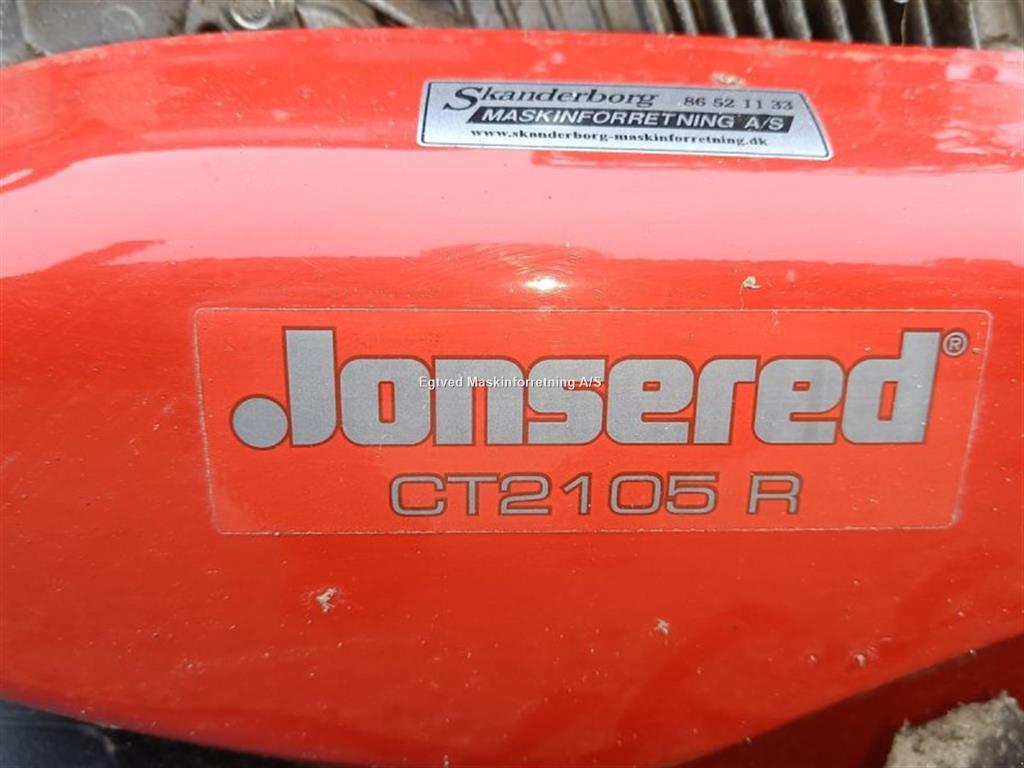 Skanderborg 86 52 11 33
MASKINFORRETNING A/S
www.skanderborg-maskinforretning.dk
Jonsered®
Egtved Maskinforretning A/S
CT2105 R